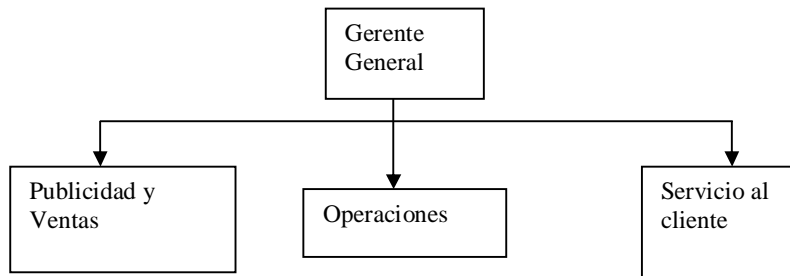 Gerente
General
Publicidad y
Ventas
Operaciones
Servicio al
cliente